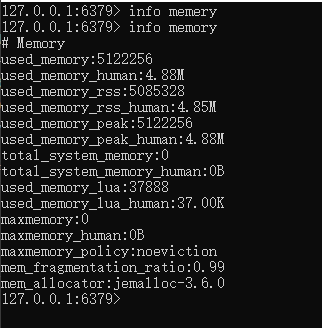 127.0.0.1:6379> info memery
127.0.0.1:6379> info memory
# Memory
used_memory:5122256
used_memory_human:4.88M
used_memory_rss:5085328
used_memory_rss_human:4.85M
used_memory_peak:5122256
used_memory_peak_human:4.88M
total_system_memory:0
total_system_memory_human:0B
used_memory_lua:37888
used_memory_lua_human:37.00K
maxmemory:0
maxmemory_human:0B
maxmemory_policy:noeviction
mem_fragmentation_ratio:0.99
mem_allocator:jemalloc-3.6.0
127.0.0.1:6379>